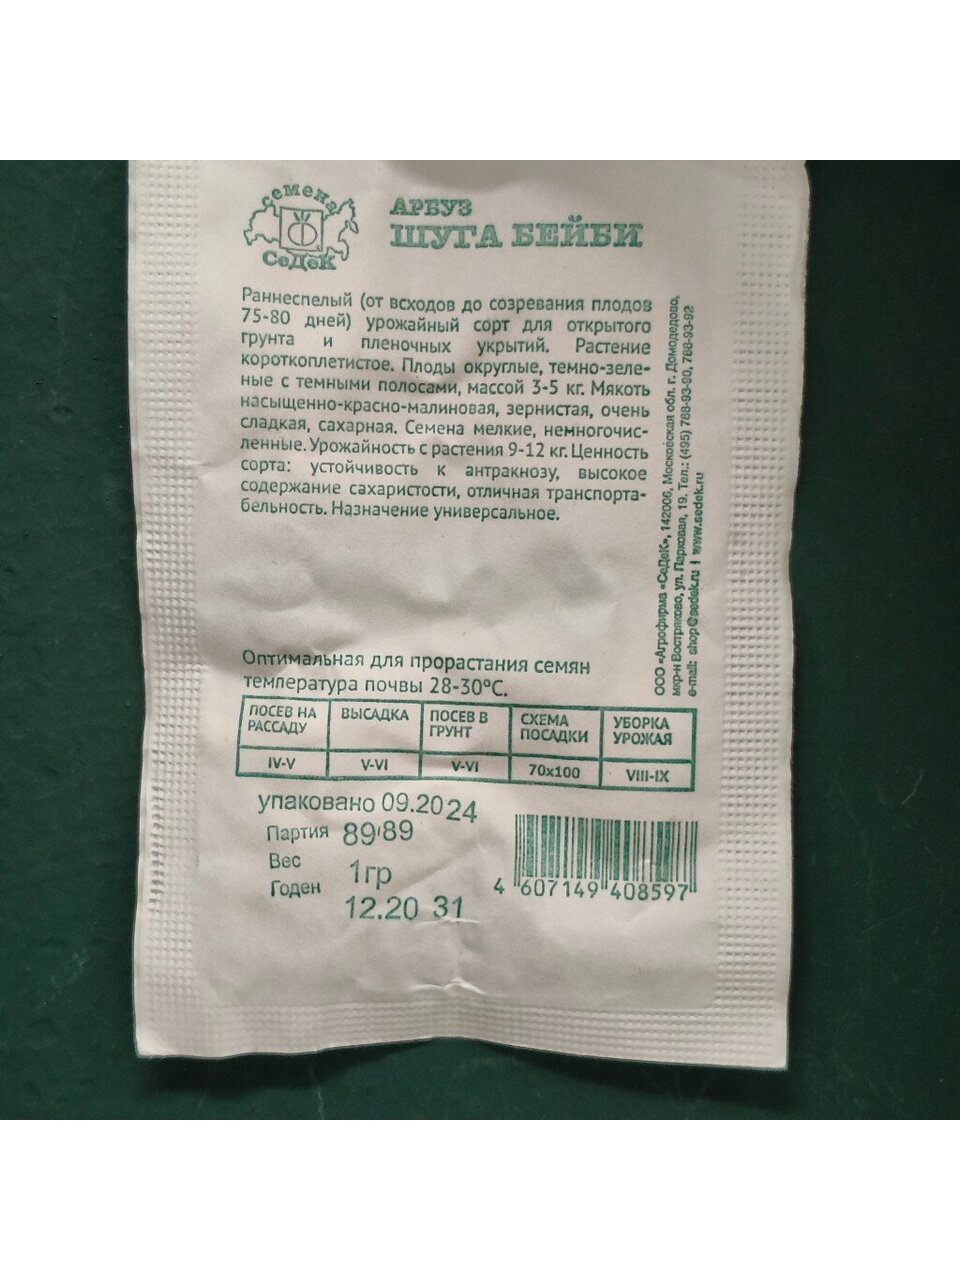 семена
СеДеК
АРБУЗ
ШУГА БЕЙБИ
Раннеспелый (от всходов до созревания плодов
75-80 дней) урожайный сорт для открытого
грунта и пленочных укрытий. Растение
короткоплетистое. Плоды округлые, темно-зеле-
ные с темными полосами, массой 3-5 кг. Мякоть
насыщенно-красно-малиновая, зернистая, очень
сладкая, сахарная. Семена мелкие, немногочис-
ленные. Урожайность с растения 9-12 кг. Ценность
сорта: устойчивость к антракнозу, высокое
содержание сахаристости, отличная транспорта-
бельность. Назначение универсальное.
ООО «Агрофирма «СеДеК», 142006, Московская обл. г. Домодедово,
мкр-н Востряково, ул. Парковая, 19. Тел.: (495) 788-93-90, 788-93-92
e-mail: shop@sedek.ru | www.sedek.ru
Оптимальная для прорастания семян
температура почвы 28-30°С.
ПОСЕВ НА РАССАДУ ВЫСАДКА ПОСЕВ В ГРУНТ СХЕМА ПОСАДКИ УБОРКА УРОЖАЯ
IV-V V-VI V-VI 70x100 VIII-IX
упаковано 09.2024
Партия 89'89
Вес 1гр
Годен 12.20 31
4 607149 408597